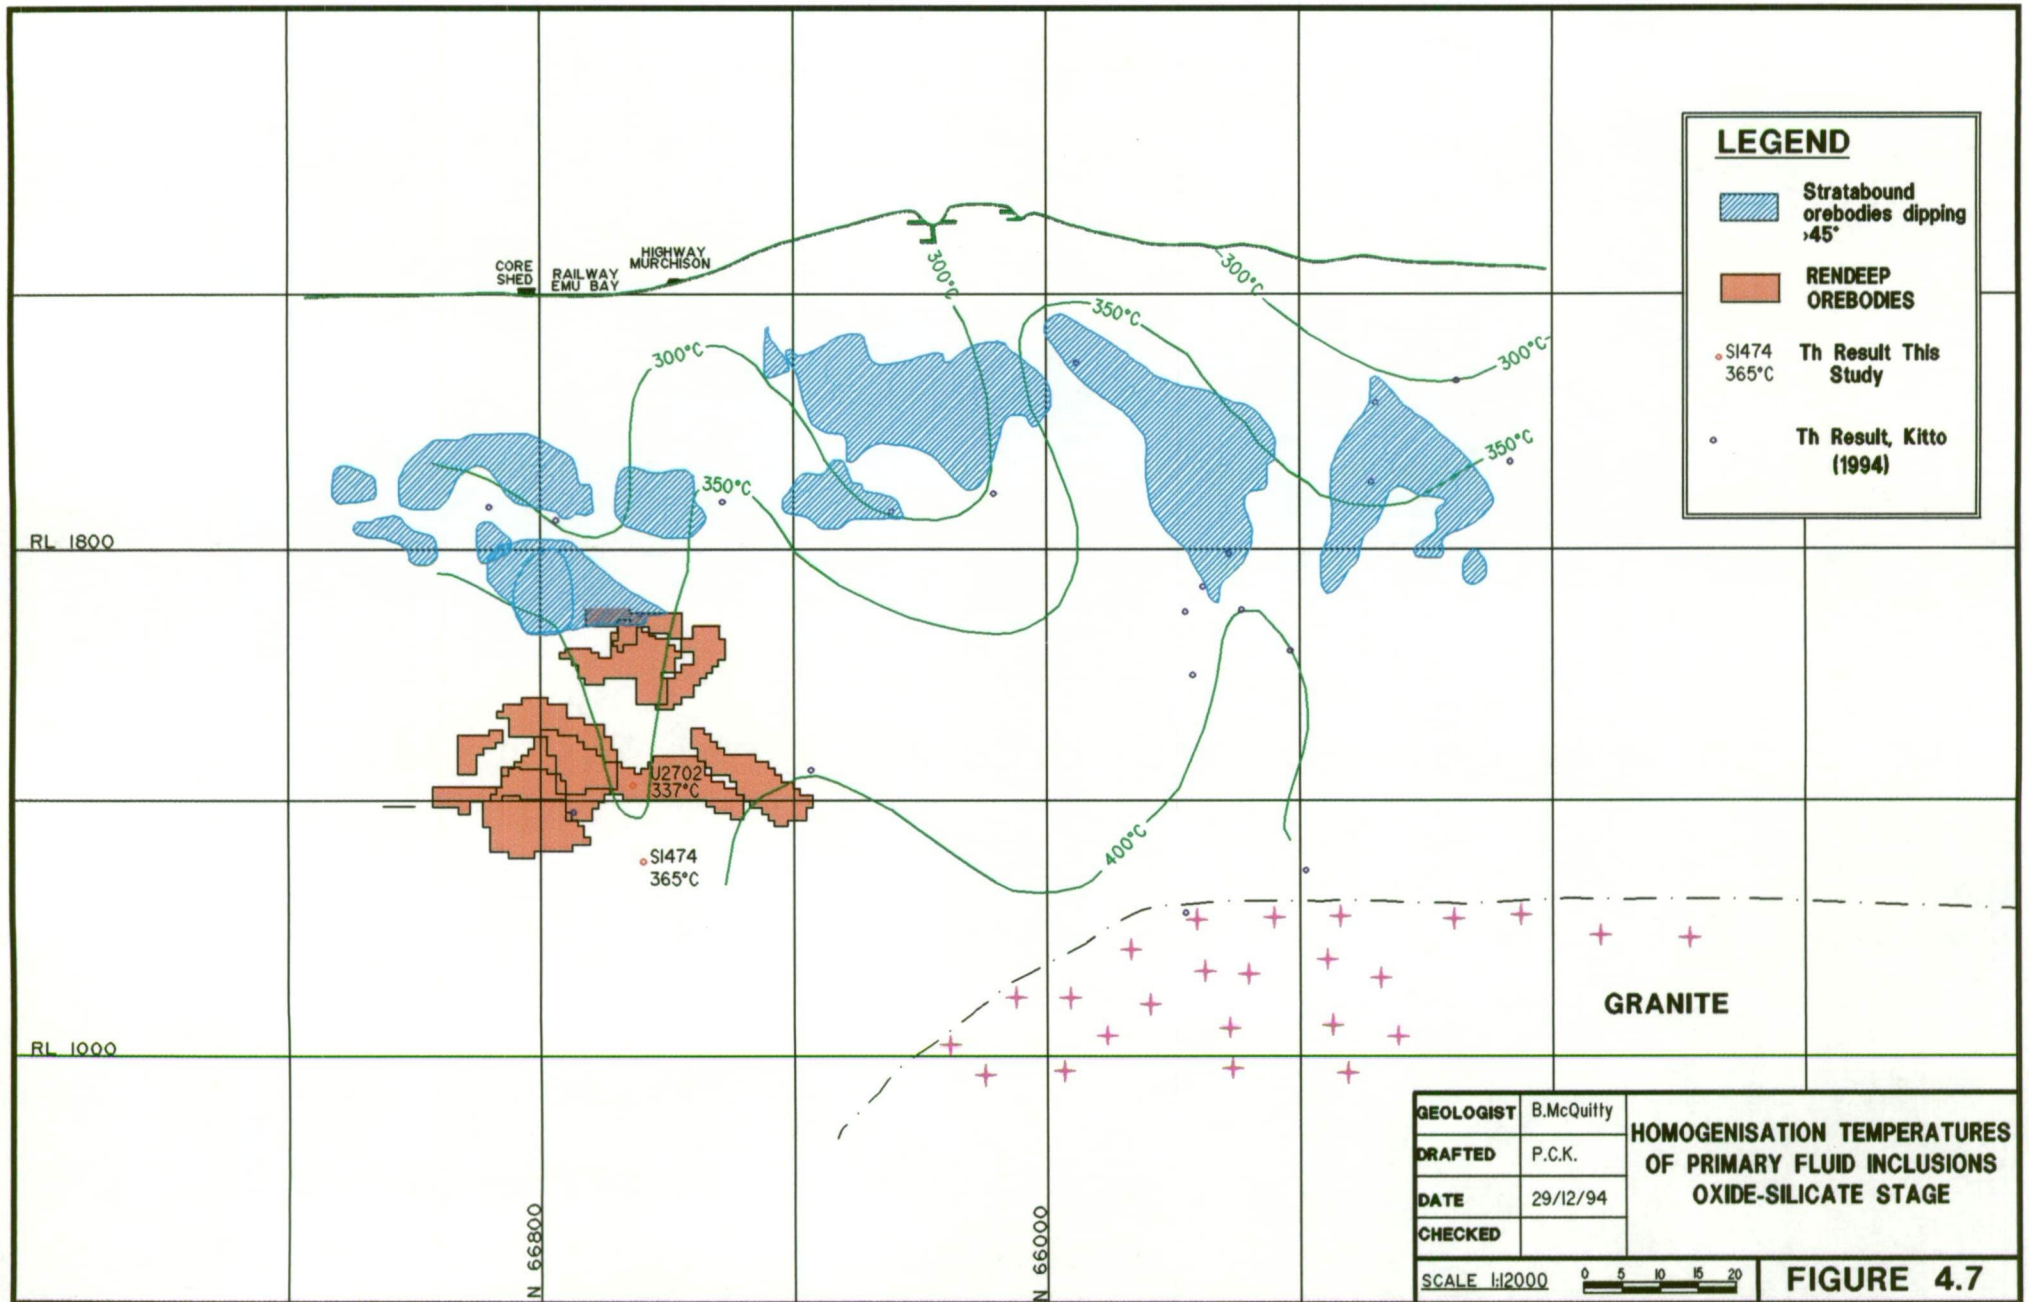 LEGEND
Stratabound
orebodies dipping
>45°
RENDEEP
OREBODIES
SI474
365°C
Th Result This
Study
Th Result, Kitto
(1994)
CORE
SHED
RAILWAY
EMU BAY
HIGHWAY
MURCHISON
300°C
300°C
350°C
300°C
300°C
350°C
350°C
RL 1800
U2702
337°C
SI474
365°C
400°C
GRANITE
RL 1000
N 66800
N 66000
GEOLOGIST B.McQuitty
DRAFTED P.C.K.
DATE 29/12/94
CHECKED
HOMOGENISATION TEMPERATURES
OF PRIMARY FLUID INCLUSIONS
OXIDE-SILICATE STAGE
SCALE 1:12000 0 5 10 15 20
FIGURE 4.7